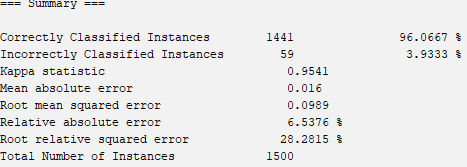 === Summary ===
Correctly Classified Instances 1441 96.0667 %
Incorrectly Classified Instances 59 3.9333 %
Kappa statistic 0.9541
Mean absolute error 0.016
Root mean squared error 0.0989
Relative absolute error 6.5376 %
Root relative squared error 28.2815 %
Total Number of Instances 1500